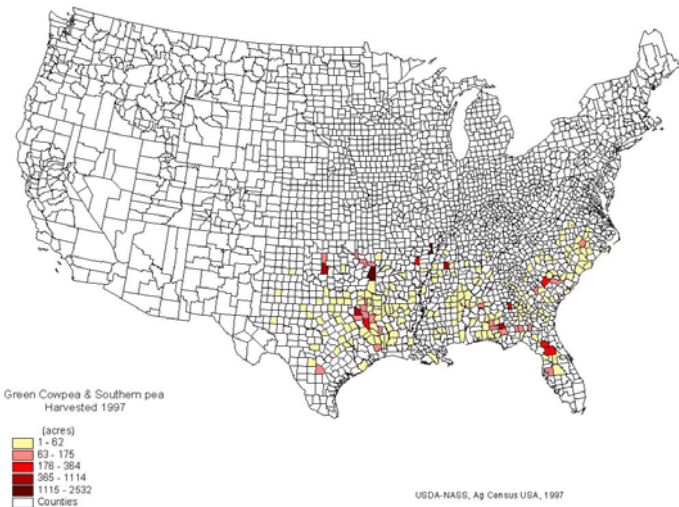 Green Cowpea & Southern pea
Harvested 1997
(acres)
1 - 62
63 - 175
176 - 364
365 - 1114
1115 - 2532
Counties
USDA-NASS, Ag Census USA, 1997